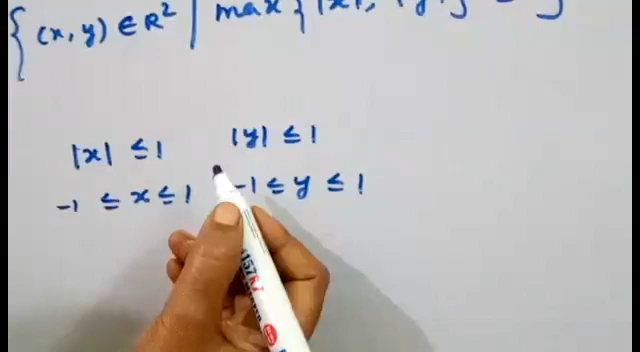 { (x, y) ∈ R² | max { |x|, |y| }
|x| ≤ 1 |y| ≤ 1
-1 ≤ x ≤ 1 -1 ≤ y ≤ 1